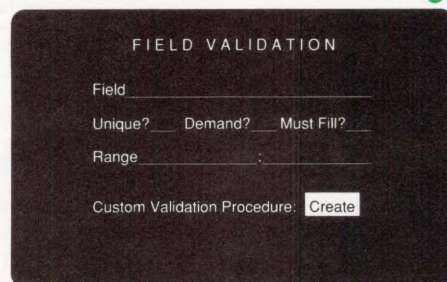 FIELD VALIDATION
Field
Unique? Demand? Must Fill?
Range :
Custom Validation Procedure: Create